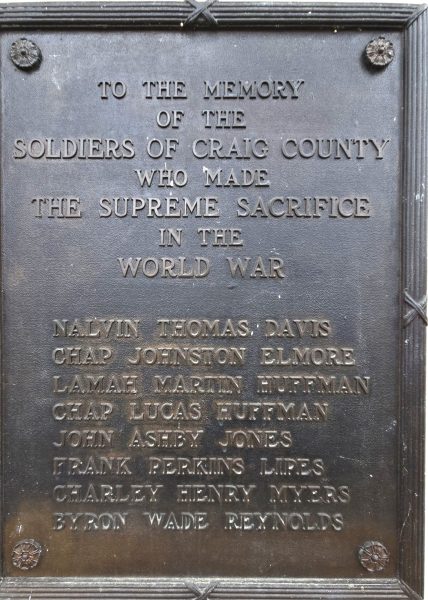 TO THE MEMORY
OF THE
SOLDIERS OF CRAIG COUNTY
WHO MADE
THE SUPREME SACRIFICE
IN THE
WORLD WAR
NALVIN THOMAS DAVIS
CHAP JOHNSTON ELMORE
LAMAH MARTIN HUFFMAN
CHAP LUCAS HUFFMAN
JOHN ASHBY JONES
FRANK PERKINS LIPES
CHARLEY HENRY MYERS
BYRON WADE REYNOLDS